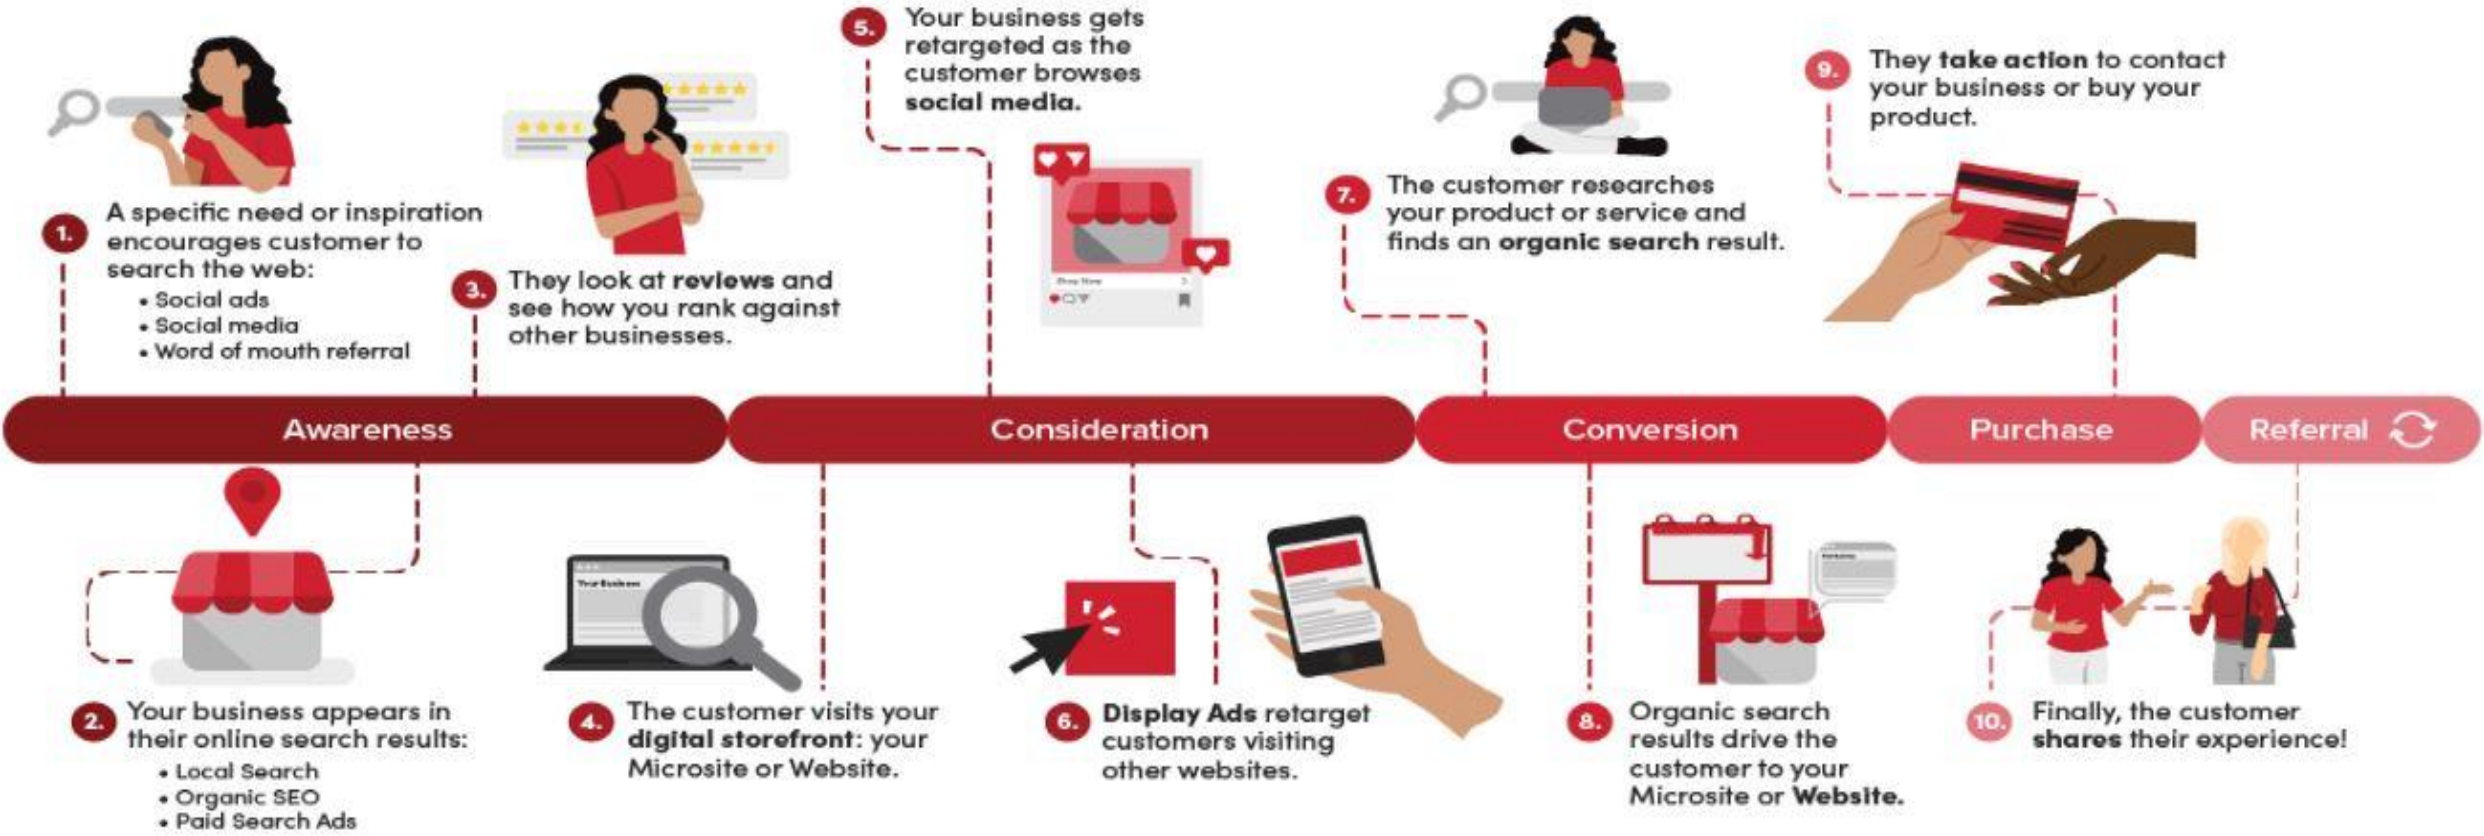 1.
A specific need or inspiration
encourages customer to
search the web:
• Social ads
• Social media
• Word of mouth referral
3.
They look at reviews and
see how you rank against
other businesses.
5.
Your business gets
retargeted as the
customer browses
social media.
Shop Now
7.
The customer researches
your product or service and
finds an organic search result.
9.
They take action to contact
your business or buy your
product.
Awareness
Consideration
Conversion
Purchase
Referral
2.
Your business appears in
their online search results:
• Local Search
• Organic SEO
• Paid Search Ads
Your Business
4.
The customer visits your
digital storefront: your
Microsite or Website.
6.
Display Ads retarget
customers visiting
other websites.
8.
Organic search
results drive the
customer to your
Microsite or Website.
10.
Finally, the customer
shares their experience!